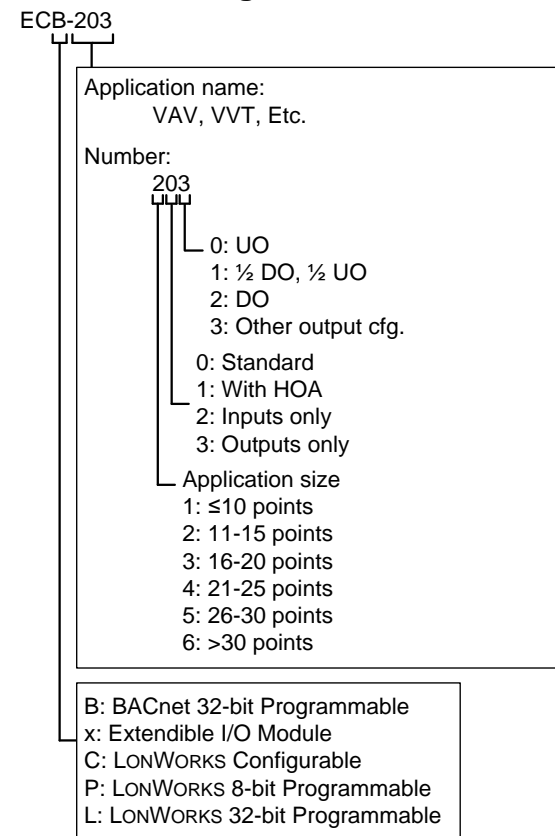 ECB-203
Application name:
VAV, VVT, Etc.
Number:
203
0: UO
1: ½ DO, ½ UO
2: DO
3: Other output cfg.
0: Standard
1: With HOA
2: Inputs only
3: Outputs only
Application size
1: ≤10 points
2: 11-15 points
3: 16-20 points
4: 21-25 points
5: 26-30 points
6: >30 points
B: BACnet 32-bit Programmable
x: Extendible I/O Module
C: LONWORKS Configurable
P: LONWORKS 8-bit Programmable
L: LONWORKS 32-bit Programmable